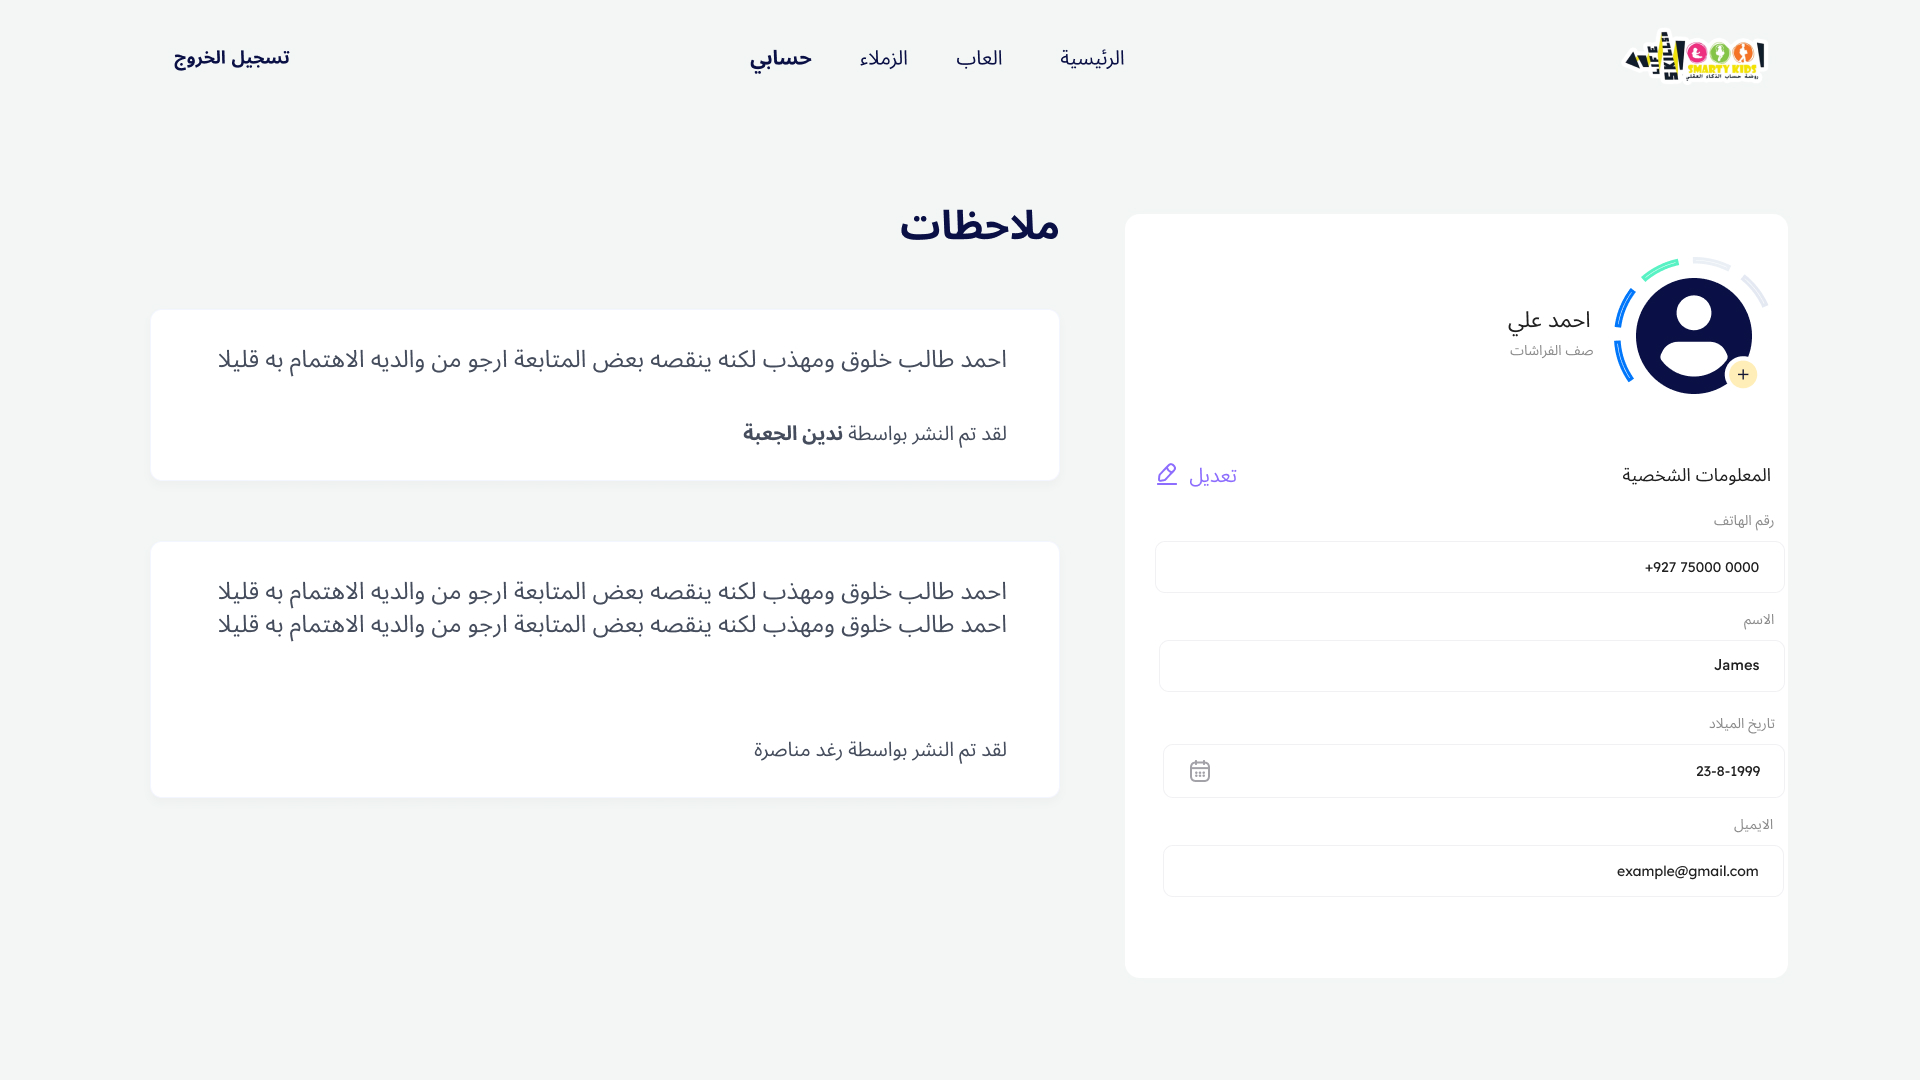 SMARTY KIDS
روضة حساب الذكاء العقلي
الرئيسية
العاب
الزملاء
حسابي
تسجيل الخروج
احمد علي
صف الفراشات
المعلومات الشخصية
تعديل
رقم الهاتف
+927 75000 0000
الاسم
James
تاريخ الميلاد
23-8-1999
الايميل
example@gmail.com
ملاحظات
احمد طالب خلوق ومهذب لكنه ينقصه بعض المتابعة ارجو من والديه الاهتمام به قليلا
لقد تم النشر بواسطة ندين الجعبة
احمد طالب خلوق ومهذب لكنه ينقصه بعض المتابعة ارجو من والديه الاهتمام به قليلا
احمد طالب خلوق ومهذب لكنه ينقصه بعض المتابعة ارجو من والديه الاهتمام به قليلا
لقد تم النشر بواسطة رغد مناصرة